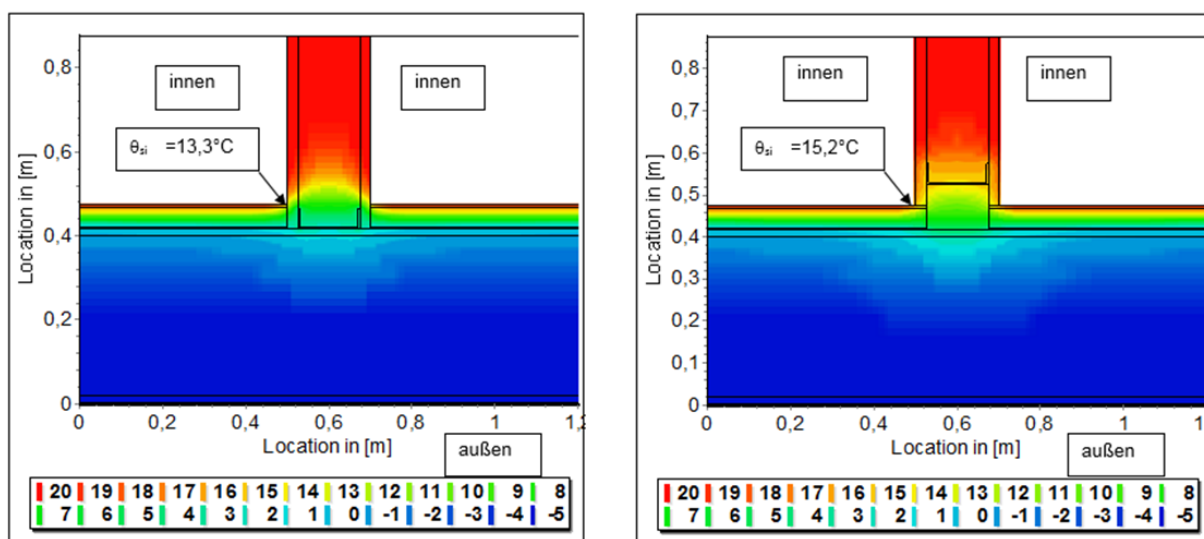 0,8
innen
innen
θsi =13,3°C
0,6
0,4
0,2
0
Location in [m]
0 0,2 0,4 0,6 0,8 1 1,2
Location in [m]
außen
20 19 18 17 16 15 14 13 12 11 10 9 8
7 6 5 4 3 2 1 0 -1 -2 -3 -4 -5
0,8
0,7
0,6
0,5
0,4
0,3
0,2
0,1
0
innen
innen
θsi =15,2°C
Location in [m]
0 0,2 0,4 0,6 0,8 1
Location in [m]
außen
20 19 18 17 16 15 14 13 12 11 10 9 8
7 6 5 4 3 2 1 0 -1 -2 -3 -4 -5